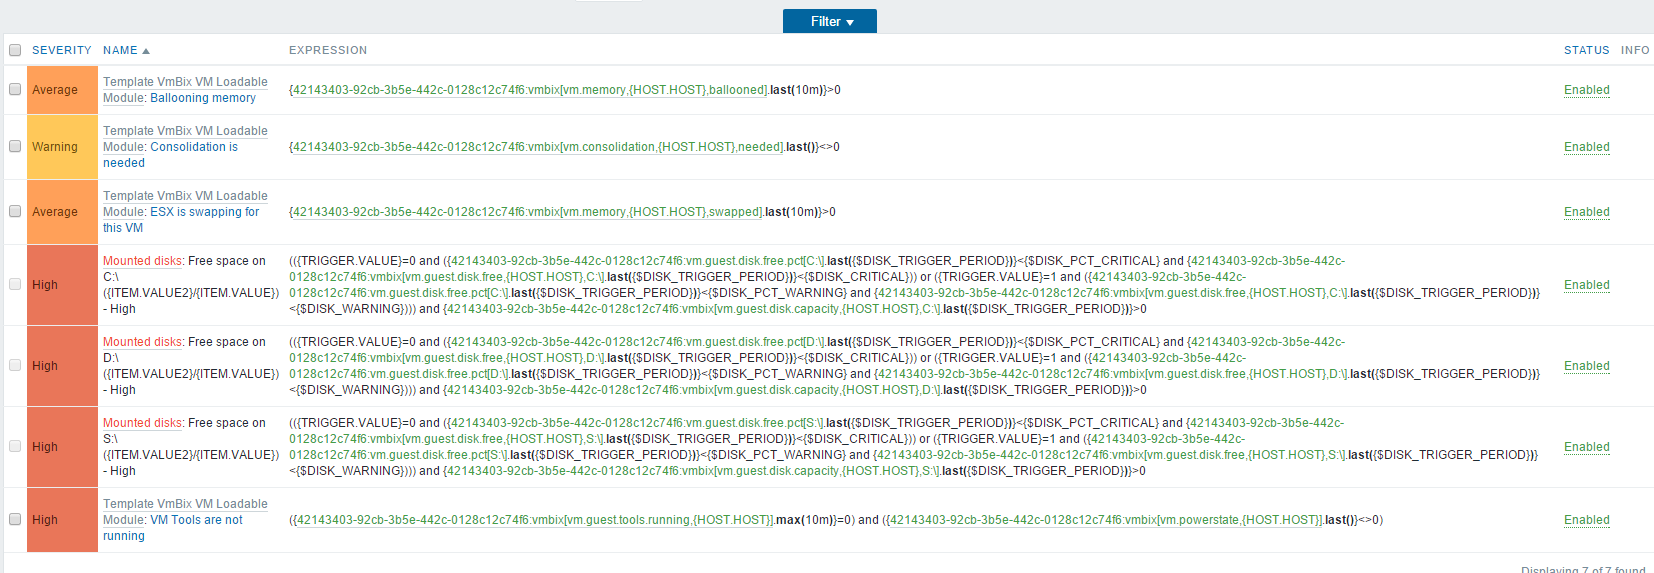 Filter
SEVERITY NAME EXPRESSION STATUS INFO
Average
Template VmBix VM Loadable
Module: Ballooning memory
{42143403-92cb-3b5e-442c-0128c12c74f6:vmbix[vm.memory,{HOST.HOST},ballooned].last(10m)}>0
Enabled
Warning
Template VmBix VM Loadable
Module: Consolidation is
needed
{42143403-92cb-3b5e-442c-0128c12c74f6:vmbix[vm.consolidation,{HOST.HOST},needed].last()}<>0
Enabled
Average
Template VmBix VM Loadable
Module: ESX is swapping for
this VM
{42143403-92cb-3b5e-442c-0128c12c74f6:vmbix[vm.memory,{HOST.HOST},swapped].last(10m)}>0
Enabled
High
Mounted disks: Free space on
C:\
({ITEM.VALUE2}/{ITEM.VALUE})
- High
(({TRIGGER.VALUE}=0 and ({42143403-92cb-3b5e-442c-0128c12c74f6:vm.guest.disk.free.pct[C:\].last({$DISK_TRIGGER_PERIOD})}<{$DISK_PCT_CRITICAL} and {42143403-92cb-3b5e-442c-
0128c12c74f6:vmbix[vm.guest.disk.free,{HOST.HOST},C:\].last({$DISK_TRIGGER_PERIOD})}<{$DISK_CRITICAL})) or ({TRIGGER.VALUE}=1 and ({42143403-92cb-3b5e-442c-
0128c12c74f6:vm.guest.disk.free.pct[C:\].last({$DISK_TRIGGER_PERIOD})}<{$DISK_PCT_WARNING} and {42143403-92cb-3b5e-442c-0128c12c74f6:vmbix[vm.guest.disk.free,{HOST.HOST},C:\].last({$DISK_TRIGGER_PERIOD})}
<{$DISK_WARNING}))) and {42143403-92cb-3b5e-442c-0128c12c74f6:vmbix[vm.guest.disk.capacity,{HOST.HOST},C:\].last({$DISK_TRIGGER_PERIOD})}>0
Enabled
High
Mounted disks: Free space on
D:\
({ITEM.VALUE2}/{ITEM.VALUE})
- High
(({TRIGGER.VALUE}=0 and ({42143403-92cb-3b5e-442c-0128c12c74f6:vm.guest.disk.free.pct[D:\].last({$DISK_TRIGGER_PERIOD})}<{$DISK_PCT_CRITICAL} and {42143403-92cb-3b5e-442c-
0128c12c74f6:vmbix[vm.guest.disk.free,{HOST.HOST},D:\].last({$DISK_TRIGGER_PERIOD})}<{$DISK_CRITICAL})) or ({TRIGGER.VALUE}=1 and ({42143403-92cb-3b5e-442c-
0128c12c74f6:vm.guest.disk.free.pct[D:\].last({$DISK_TRIGGER_PERIOD})}<{$DISK_PCT_WARNING} and {42143403-92cb-3b5e-442c-0128c12c74f6:vmbix[vm.guest.disk.free,{HOST.HOST},D:\].last({$DISK_TRIGGER_PERIOD})}
<{$DISK_WARNING}))) and {42143403-92cb-3b5e-442c-0128c12c74f6:vmbix[vm.guest.disk.capacity,{HOST.HOST},D:\].last({$DISK_TRIGGER_PERIOD})}>0
Enabled
High
Mounted disks: Free space on
S:\
({ITEM.VALUE2}/{ITEM.VALUE})
- High
(({TRIGGER.VALUE}=0 and ({42143403-92cb-3b5e-442c-0128c12c74f6:vm.guest.disk.free.pct[S:\].last({$DISK_TRIGGER_PERIOD})}<{$DISK_PCT_CRITICAL} and {42143403-92cb-3b5e-442c-
0128c12c74f6:vmbix[vm.guest.disk.free,{HOST.HOST},S:\].last({$DISK_TRIGGER_PERIOD})}<{$DISK_CRITICAL})) or ({TRIGGER.VALUE}=1 and ({42143403-92cb-3b5e-442c-
0128c12c74f6:vm.guest.disk.free.pct[S:\].last({$DISK_TRIGGER_PERIOD})}<{$DISK_PCT_WARNING} and {42143403-92cb-3b5e-442c-0128c12c74f6:vmbix[vm.guest.disk.free,{HOST.HOST},S:\].last({$DISK_TRIGGER_PERIOD})}
<{$DISK_WARNING}))) and {42143403-92cb-3b5e-442c-0128c12c74f6:vmbix[vm.guest.disk.capacity,{HOST.HOST},S:\].last({$DISK_TRIGGER_PERIOD})}>0
Enabled
High
Template VmBix VM Loadable
Module: VM Tools are not
running
({42143403-92cb-3b5e-442c-0128c12c74f6:vmbix[vm.guest.tools.running,{HOST.HOST}].max(10m)}=0) and ({42143403-92cb-3b5e-442c-0128c12c74f6:vmbix[vm.powerstate,{HOST.HOST}].last()}<>0)
Enabled
Displaying 7 of 7 found